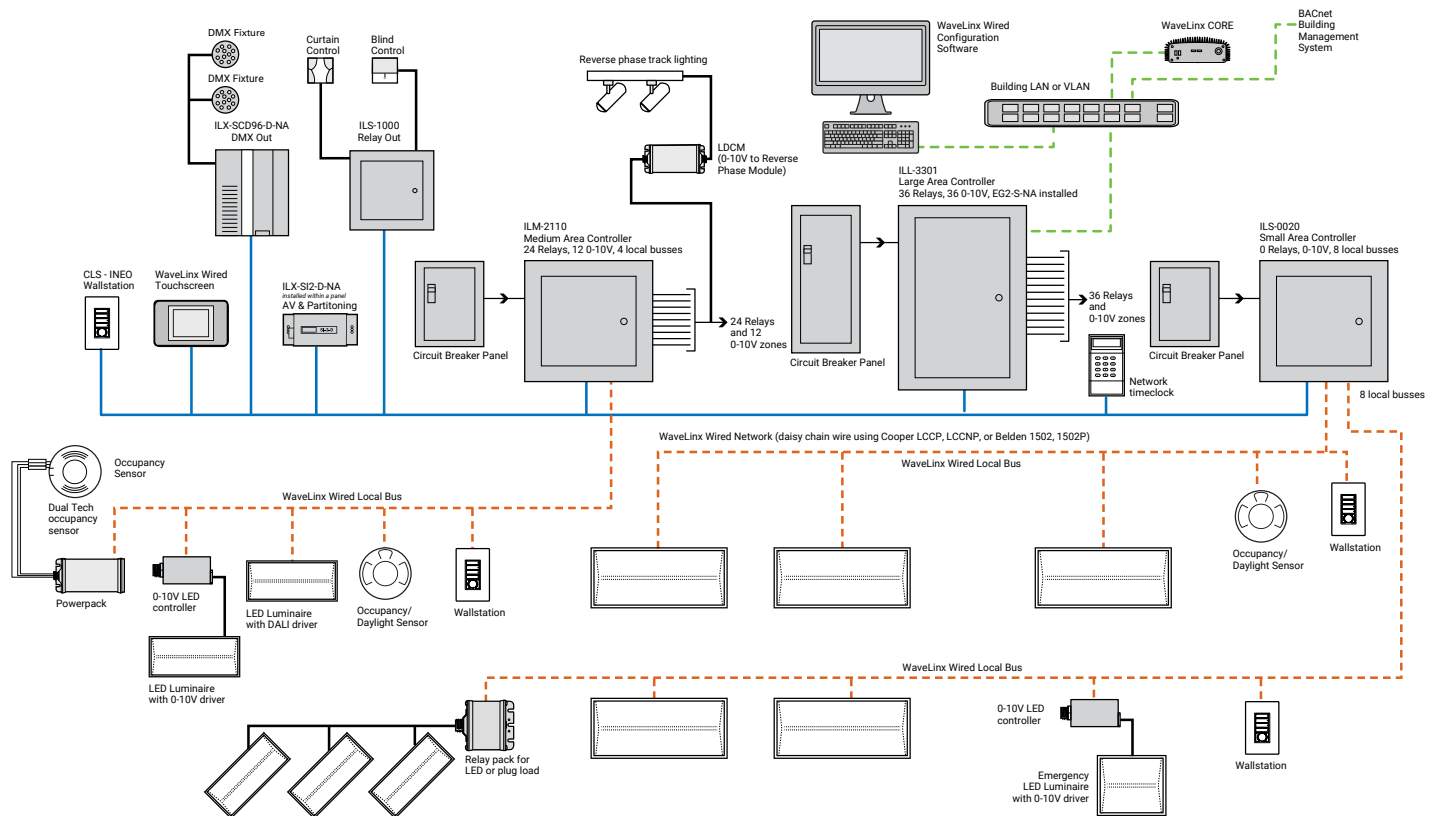 DMX Fixture
DMX Fixture
ILX-SCD96-D-NA
DMX Out
Curtain
Control
Blind
Control
ILS-1000
Relay Out
Reverse phase track lighting
LDCM
(0-10V to Reverse
Phase Module)
WaveLinx Wired
Configuration
Software
WaveLinx CORE
BACnet
Building
Management
System
Building LAN or VLAN
CLS - INEO
Wallstation
WaveLinx Wired
Touchscreen
ILX-SI2-D-NA
installed within a panel
AV & Partitoning
Circuit Breaker Panel
ILM-2110
Medium Area Controller
24 Relays, 12 0-10V, 4 local busses
24 Relays
and 12
0-10V zones
Circuit Breaker Panel
ILL-3301
Large Area Controller
36 Relays, 36 0-10V, EG2-S-NA installed
36 Relays
and
0-10V zones
Network
timeclock
Circuit Breaker Panel
ILS-0020
Small Area Controller
0 Relays, 0-10V, 8 local busses
8 local busses
WaveLinx Wired Network (daisy chain wire using Cooper LCCP, LCCNP, or Belden 1502, 1502P)
WaveLinx Wired Local Bus
Occupancy
Sensor
Dual Tech
occupancy
sensor
Powerpack
WaveLinx Wired Local Bus
0-10V LED
controller
LED Luminaire
with 0-10V driver
LED Luminaire
with DALI driver
Occupancy/
Daylight Sensor
Wallstation
Occupancy/
Daylight Sensor
Wallstation
WaveLinx Wired Local Bus
Relay pack for
LED or plug load
0-10V LED
controller
Emergency
LED Luminaire
with 0-10V driver
Wallstation